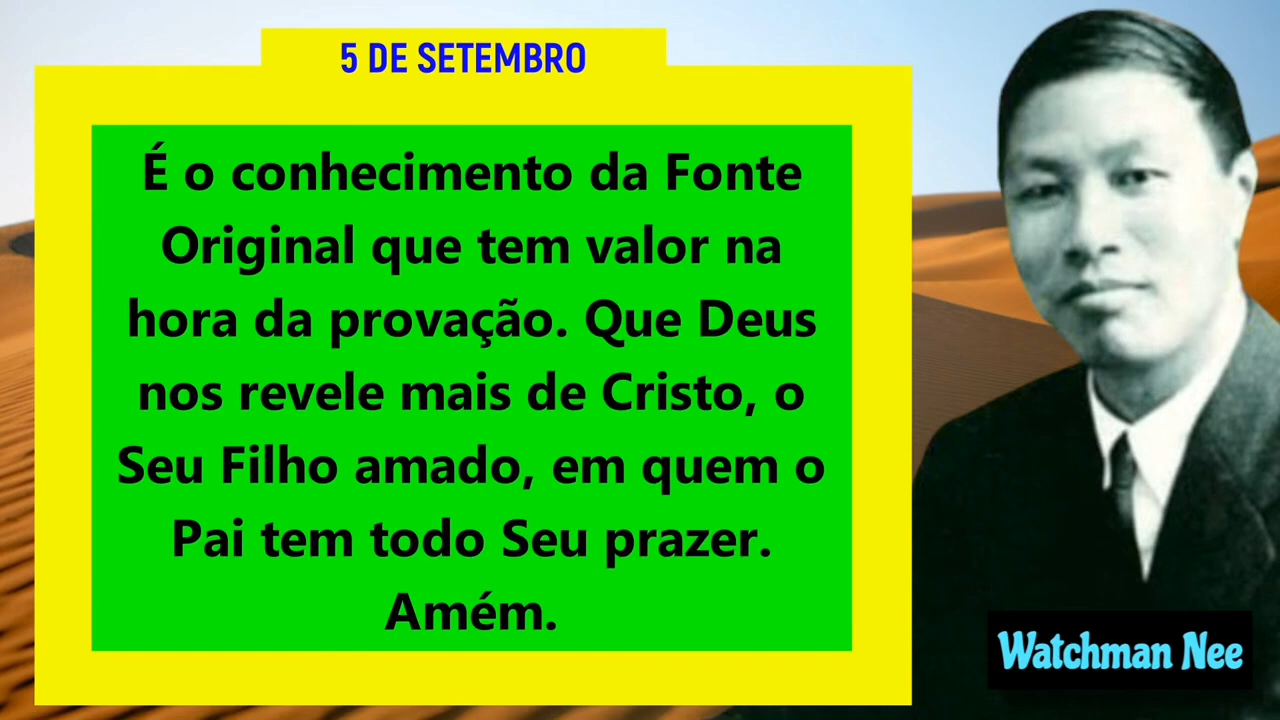 5 DE SETEMBRO
É o conhecimento da Fonte
Original que tem valor na
hora da provação. Que Deus
nos revele mais de Cristo, o
Seu Filho amado, em quem o
Pai tem todo Seu prazer.
Amém.
Watchman Nee